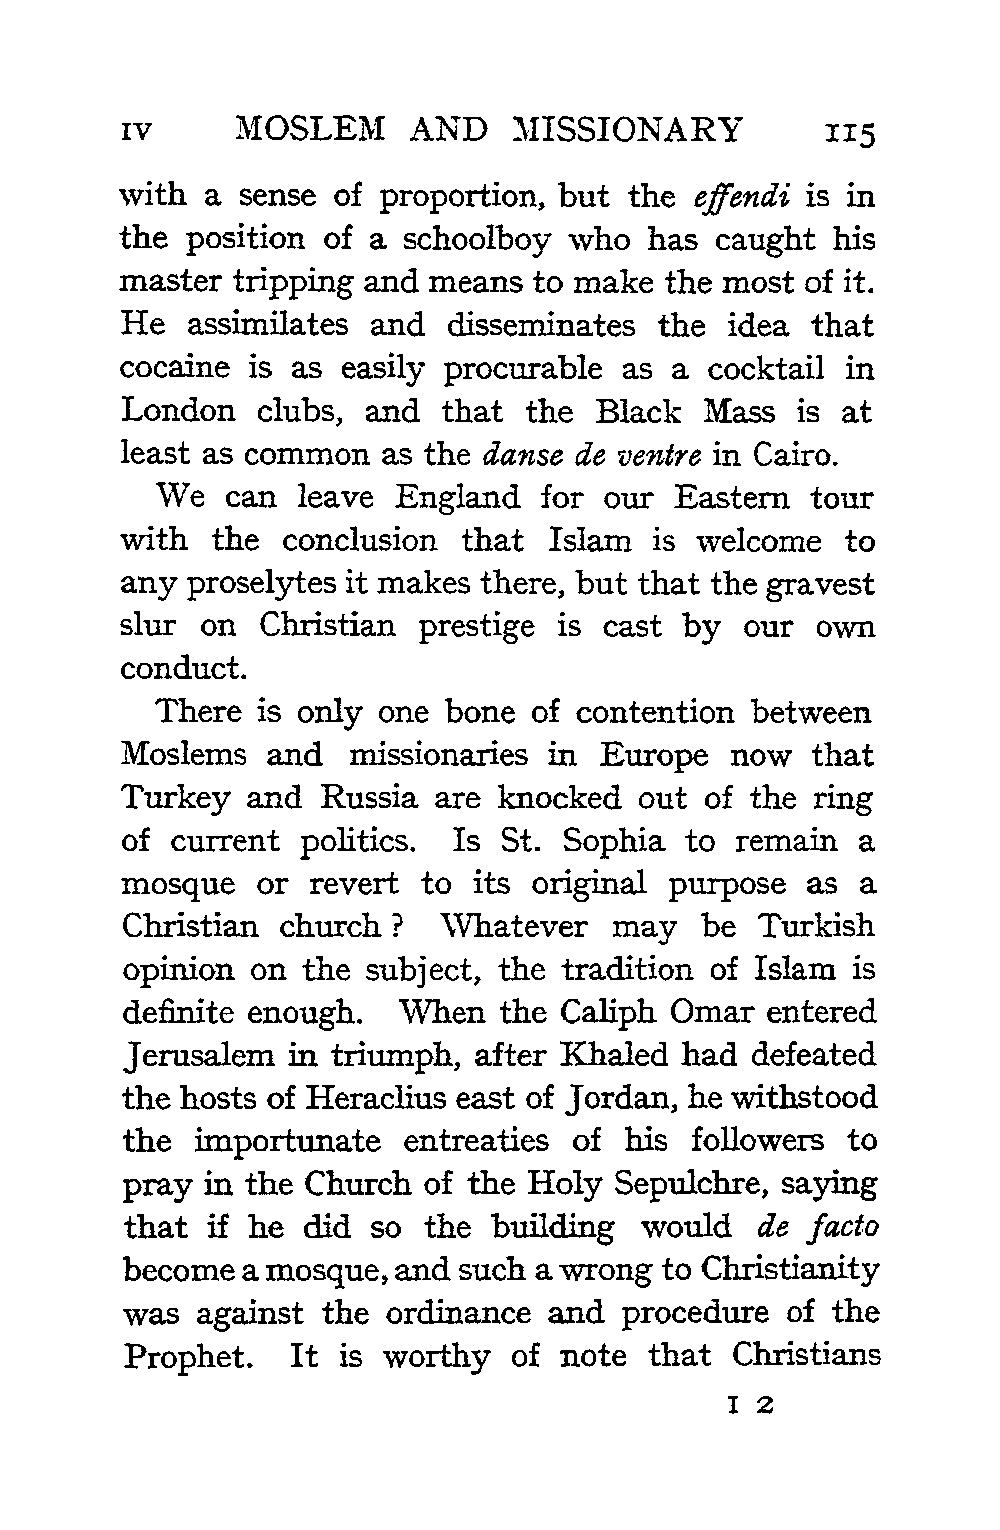 IV MOSLEM AND MISSIONARY 115
with a sense of proportion, but the effendi is in
the position of a schoolboy who has caught his
master tripping and means to make the most of it.
He assimilates and disseminates the idea that
cocaine is as easily procurable as a cocktail in
London clubs, and that the Black Mass is at
least as common as the danse de ventre in Cairo.
We can leave England for our Eastern tour
with the conclusion that Islam is welcome to
any proselytes it makes there, but that the gravest
slur on Christian prestige is cast by our own
conduct.
There is only one bone of contention between
Moslems and missionaries in Europe now that
Turkey and Russia are knocked out of the ring
of current politics. Is St. Sophia to remain a
mosque or revert to its original purpose as a
Christian church ? Whatever may be Turkish
opinion on the subject, the tradition of Islam is
definite enough. When the Caliph Omar entered
Jerusalem in triumph, after Khaled had defeated
the hosts of Heraclius east of Jordan, he withstood
the importunate entreaties of his followers to
pray in the Church of the Holy Sepulchre, saying
that if he did so the building would de facto
become a mosque, and such a wrong to Christianity
was against the ordinance and procedure of the
Prophet. It is worthy of note that Christians
I 2